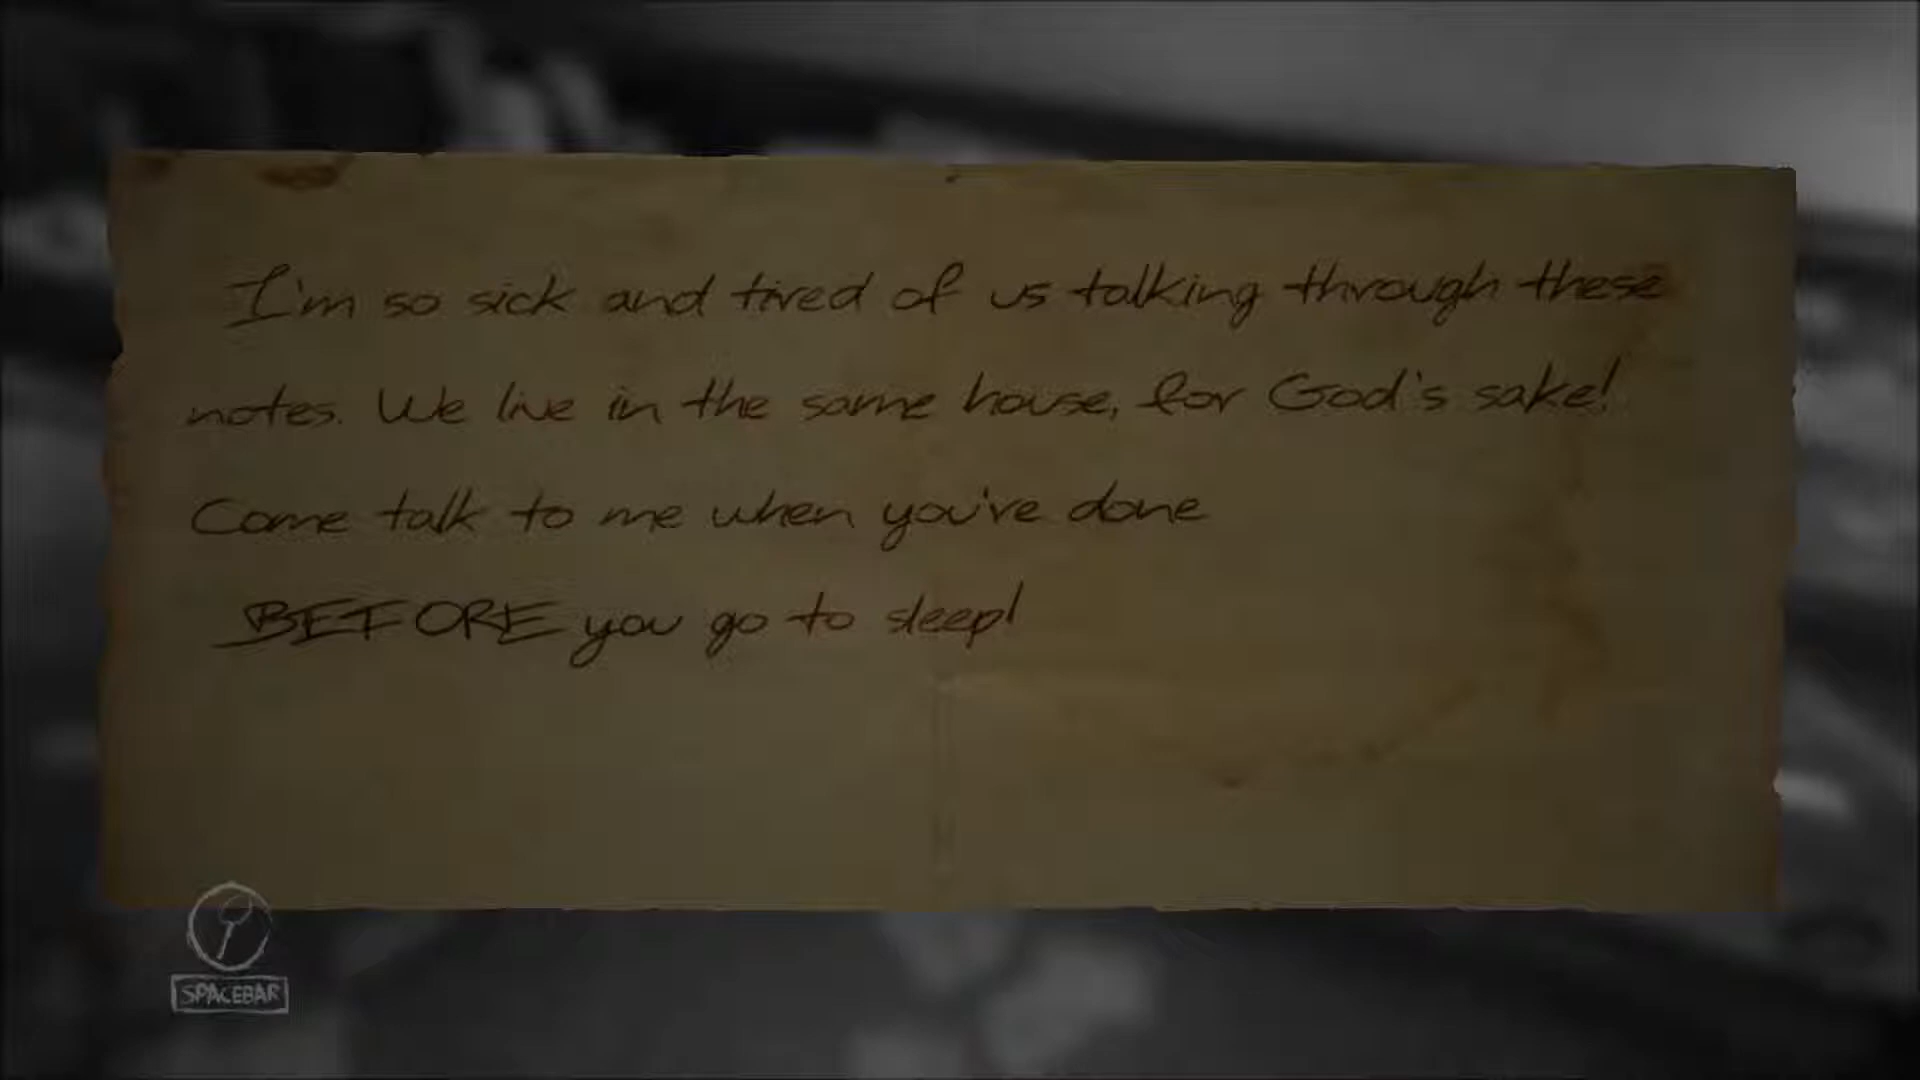 I'm so sick and tired of us talking through these
notes. We live in the same house, for God's sake!
Come talk to me when you've done
BEFORE you go to sleep!
SPACEBAR